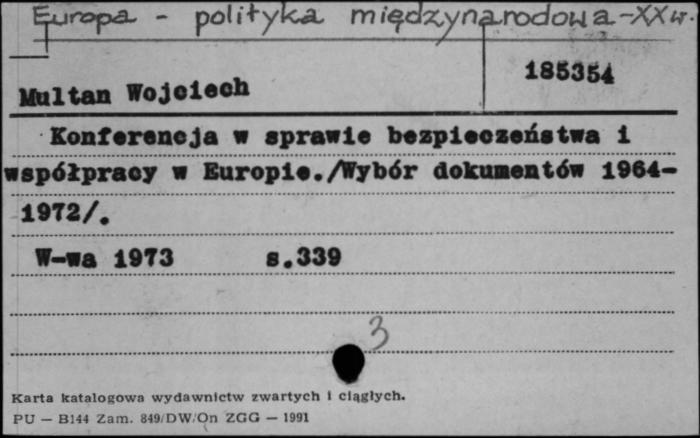 Europa - polityka międzynarodowa - XX w.
185354
Multan Wojciech
Konferencja w sprawie bezpieczeństwa i
współpracy w Europie./Wybór dokumentów 1964-
1972/.
W-wa 1973 s.339
3
Karta katalogowa wydawnictw zwartych i ciągłych.
PU — B144 Zam. 849/DW/On ZGG — 1991